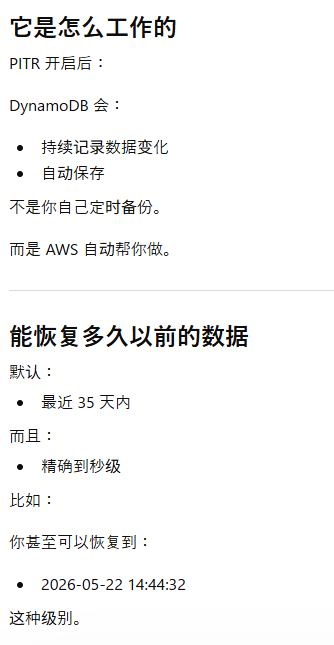 它是怎么工作的
PITR 开启后：
DynamoDB 会：
• 持续记录数据变化
• 自动保存
不是你自己定时备份。
而是 AWS 自动帮你做。
能恢复多久以前的数据
默认：
• 最近 35 天内
而且：
• 精确到秒级
比如：
你甚至可以恢复到：
• 2026-05-22 14:44:32
这种级别。